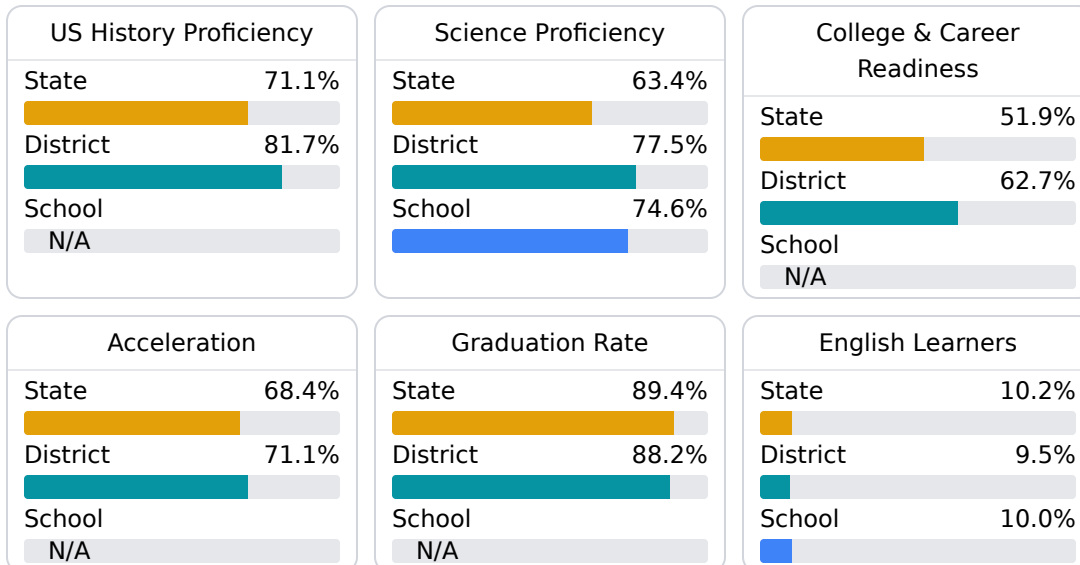 US History Proficiency
State 71.1%
District 81.7%
School
N/A
Science Proficiency
State 63.4%
District 77.5%
School 74.6%
College & Career
Readiness
State 51.9%
District 62.7%
School
N/A
Acceleration
State 68.4%
District 71.1%
School
N/A
Graduation Rate
State 89.4%
District 88.2%
School
N/A
English Learners
State 10.2%
District 9.5%
School 10.0%